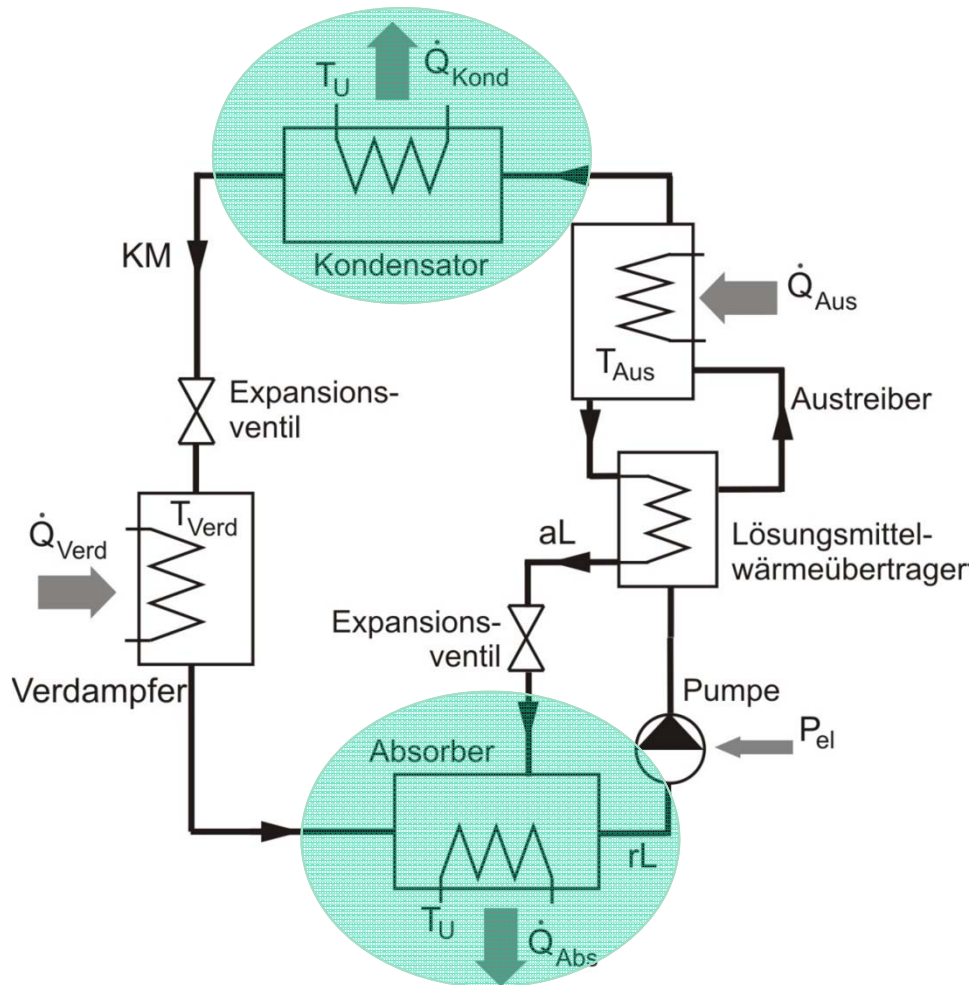 T_U
Q̇_Kond
KM
Kondensator
Q̇_Aus
T_Aus
Expansions-
ventil
Austreiber
T_Verd
Q̇_Verd
aL
Lösungsmittel-
wärmeübertrager
Expansions-
ventil
Verdampfer
Pumpe
P_el
Absorber
rL
T_U
Q̇_Abs